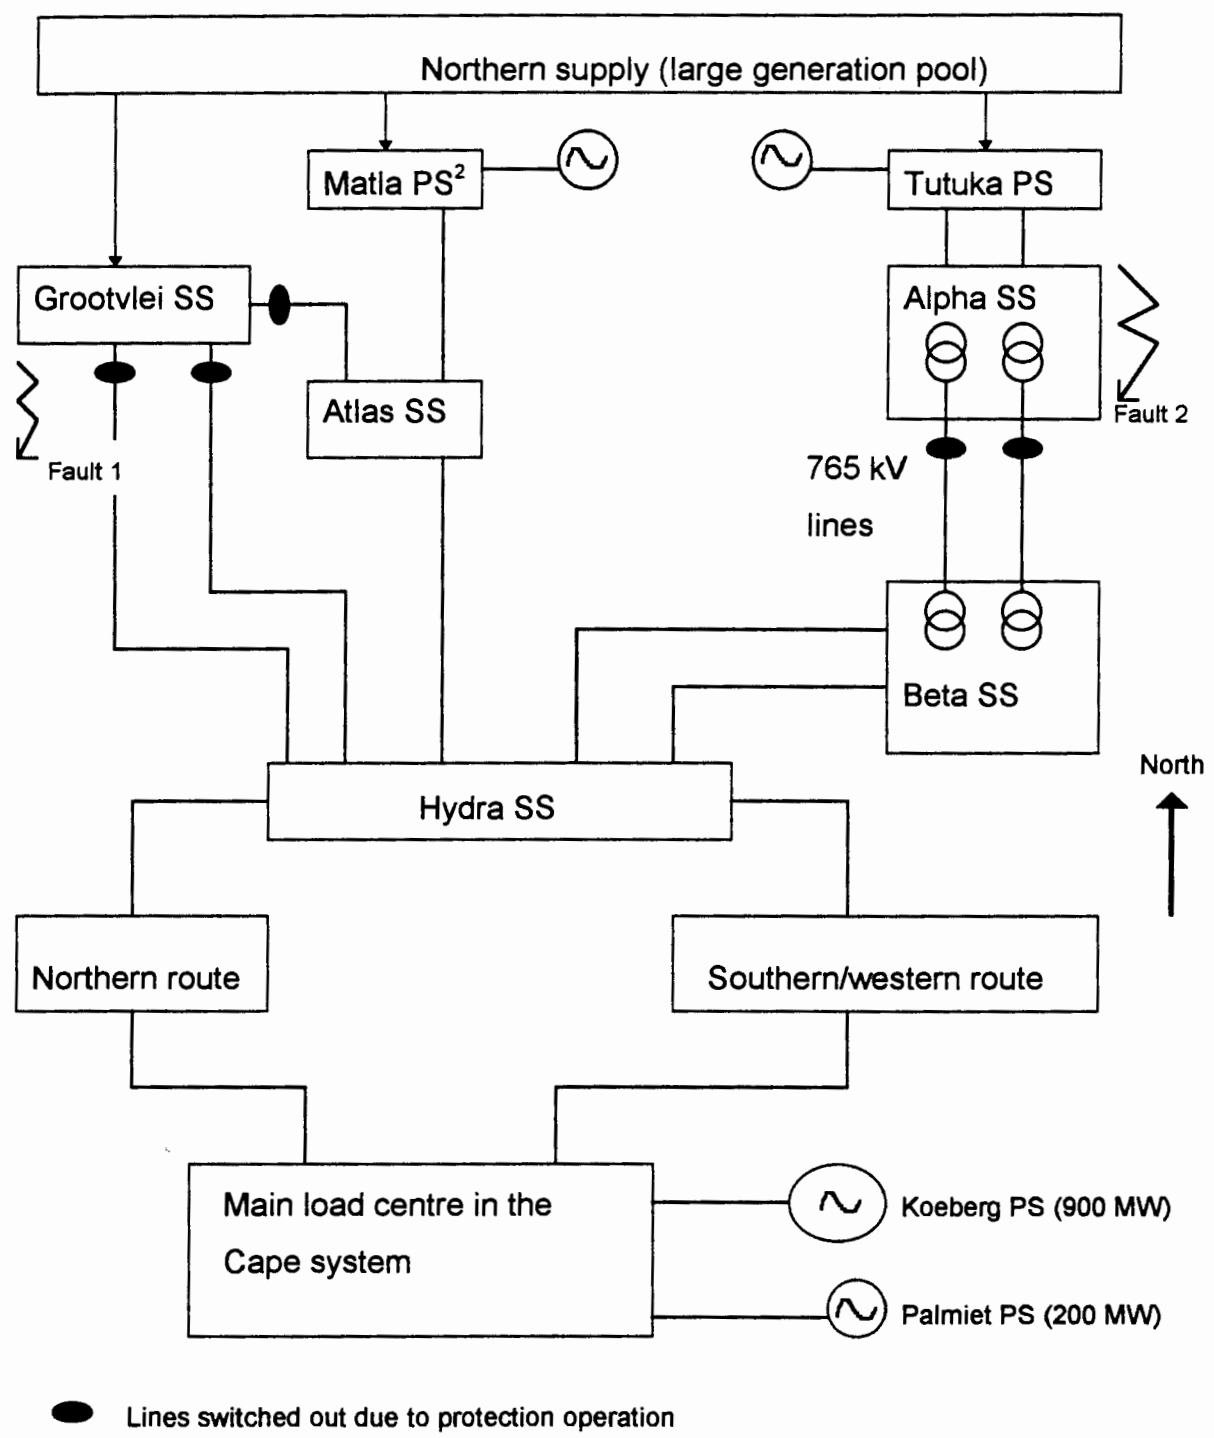 Northern supply (large generation pool)
Matla PS²
Tutuka PS
Grootvlei SS
Alpha SS
Atlas SS
Fault 1
Fault 2
765 kV
lines
Beta SS
North
Hydra SS
Northern route
Southern/western route
Main load centre in the
Cape system
Koeberg PS (900 MW)
Palmiet PS (200 MW)
Lines switched out due to protection operation